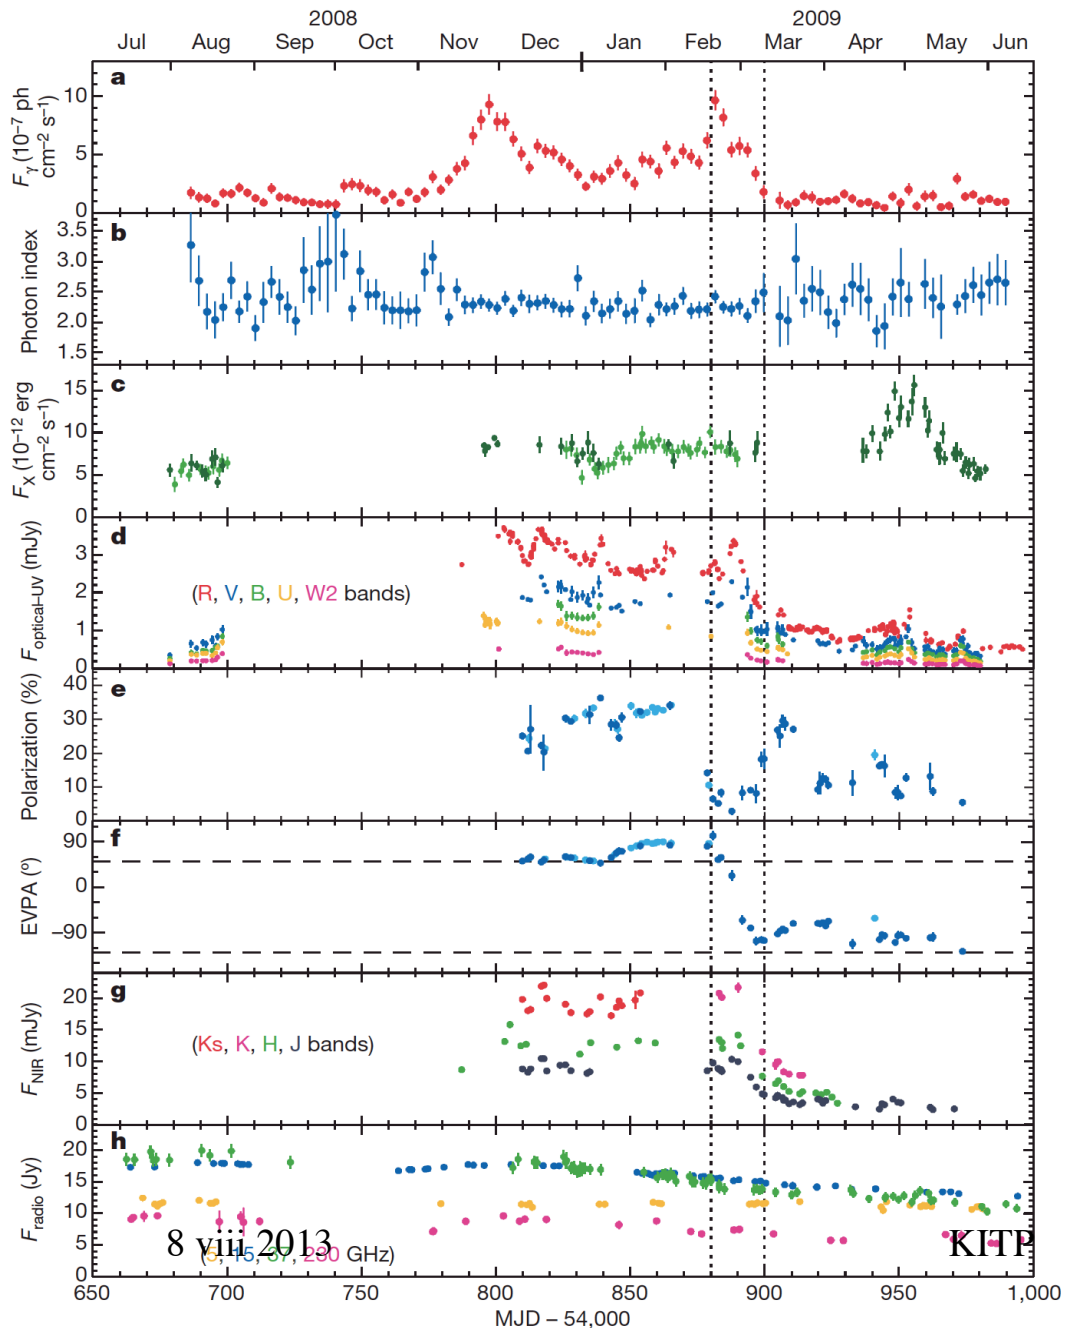 2008 2009
Jul Aug Sep Oct Nov Dec Jan Feb Mar Apr May Jun
a
10
5
0
Fγ (10−7 ph cm−2 s−1)
b
3.5
3.0
2.5
2.0
1.5
Photon index
c
15
10
5
0
FX (10−12 erg cm−2 s−1)
d
3
2
1
0
Foptical–UV (mJy)
(R, V, B, U, W2 bands)
e
40
30
20
10
0
Polarization (%)
f
90
0
−90
EVPA (º)
g
20
15
10
5
0
FNIR (mJy)
(Ks, K, H, J bands)
h
20
15
10
5
0
Fradio (Jy)
8 viii 2013 KITP
(5, 15, 37, 230 GHz)
650 700 750 800 850 900 950 1,000
MJD – 54,000